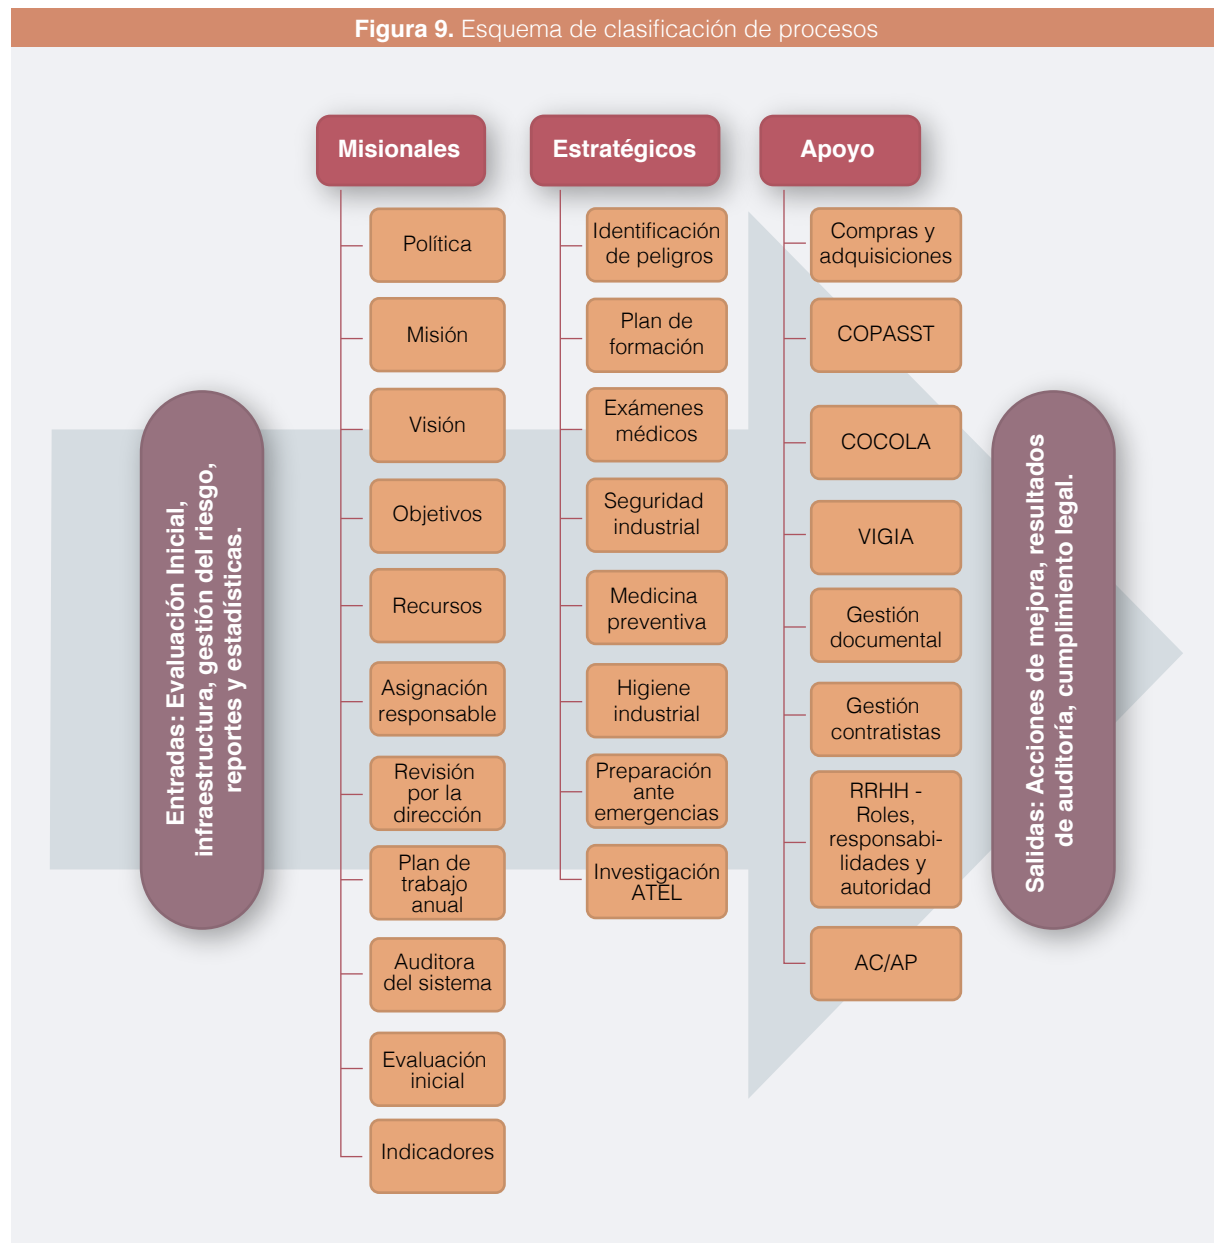 Figura 9. Esquema de clasificación de procesos
Entradas: Evaluación Inicial,
infraestructura, gestión del riesgo,
reportes y estadísticas.
Misionales
Política
Misión
Visión
Objetivos
Recursos
Asignación
responsable
Revisión
por la
dirección
Plan de
trabajo
anual
Auditora
del sistema
Evaluación
inicial
Indicadores
Estratégicos
Identificación
de peligros
Plan de
formación
Exámenes
médicos
Seguridad
industrial
Medicina
preventiva
Higiene
industrial
Preparación
ante
emergencias
Investigación
ATEL
Apoyo
Compras y
adquisiciones
COPASST
COCOLA
VIGIA
Gestión
documental
Gestión
contratistas
RRHH -
Roles,
responsabi-
lidades y
autoridad
AC/AP
Salidas: Acciones de mejora, resultados
de auditoría, cumplimiento legal.